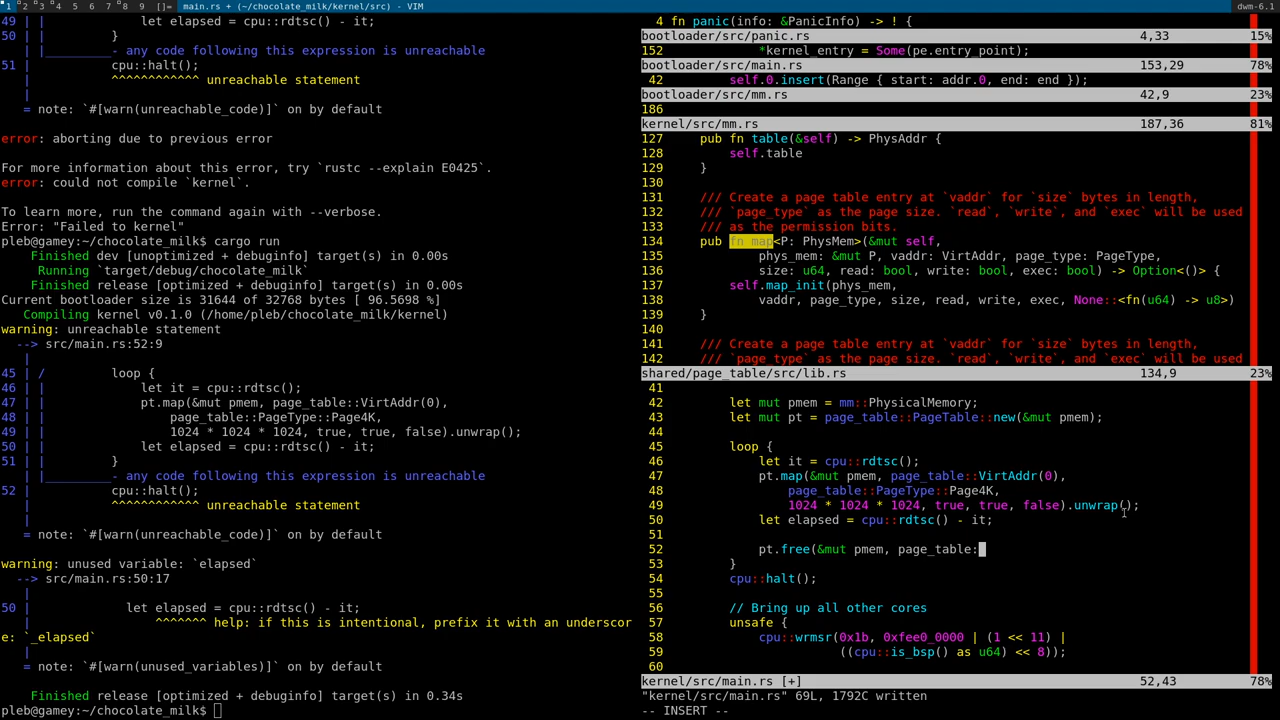 1 2 3 4 5 6 7 8 9 []= main.rs + (~/chocolate_milk/kernel/src) - VIM dwm-6.1
49 | | let elapsed = cpu::rdtsc() - it;
50 | | }
| |_________- any code following this expression is unreachable
51 | cpu::halt();
| ^^^^^^^^^^^^ unreachable statement
|
= note: `#[warn(unreachable_code)]` on by default
error: aborting due to previous error
For more information about this error, try `rustc --explain E0425`.
error: could not compile `kernel`.
To learn more, run the command again with --verbose.
Error: "Failed to kernel"
pleb@gamey:~/chocolate_milk$ cargo run
Finished dev [unoptimized + debuginfo] target(s) in 0.00s
Running `target/debug/chocolate_milk`
Finished release [optimized + debuginfo] target(s) in 0.00s
Current bootloader size is 31644 of 32768 bytes [ 96.5698 %]
Compiling kernel v0.1.0 (/home/pleb/chocolate_milk/kernel)
warning: unreachable statement
--> src/main.rs:52:9
|
45 | / loop {
46 | | let it = cpu::rdtsc();
47 | | pt.map(&mut pmem, page_table::VirtAddr(0),
48 | | page_table::PageType::Page4K,
49 | | 1024 * 1024 * 1024, true, true, false).unwrap();
50 | | let elapsed = cpu::rdtsc() - it;
51 | | }
| |_________- any code following this expression is unreachable
52 | cpu::halt();
| ^^^^^^^^^^^^ unreachable statement
|
= note: `#[warn(unreachable_code)]` on by default
warning: unused variable: `elapsed`
--> src/main.rs:50:17
|
50 | let elapsed = cpu::rdtsc() - it;
| ^^^^^^^ help: if this is intentional, prefix it with an underscor
e: `_elapsed`
|
= note: `#[warn(unused_variables)]` on by default
Finished release [optimized + debuginfo] target(s) in 0.34s
pleb@gamey:~/chocolate_milk$
4 fn panic(info: &PanicInfo) -> ! {
bootloader/src/panic.rs 4,33 15%
152 *kernel_entry = Some(pe.entry_point);
bootloader/src/main.rs 153,29 78%
42 self.0.insert(Range { start: addr.0, end: end });
bootloader/src/mm.rs 42,9 23%
186
kernel/src/mm.rs 187,36 81%
127 pub fn table(&self) -> PhysAddr {
128 self.table
129 }
130
131 /// Create a page table entry at `vaddr` for `size` bytes in length,
132 /// `page_type` as the page size. `read`, `write`, and `exec` will be used
133 /// as the permission bits.
134 pub fn map<P: PhysMem>(&mut self,
135 phys_mem: &mut P, vaddr: VirtAddr, page_type: PageType,
136 size: u64, read: bool, write: bool, exec: bool) -> Option<()> {
137 self.map_init(phys_mem,
138 vaddr, page_type, size, read, write, exec, None::<fn(u64) -> u8>)
139 }
140
141 /// Create a page table entry at `vaddr` for `size` bytes in length,
142 /// `page_type` as the page size. `read`, `write`, and `exec` will be used
shared/page_table/src/lib.rs 134,9 23%
41
42 let mut pmem = mm::PhysicalMemory;
43 let mut pt = page_table::PageTable::new(&mut pmem);
44
45 loop {
46 let it = cpu::rdtsc();
47 pt.map(&mut pmem, page_table::VirtAddr(0),
48 page_table::PageType::Page4K,
49 1024 * 1024 * 1024, true, true, false).unwrap();
50 let elapsed = cpu::rdtsc() - it;
51
52 pt.free(&mut pmem, page_table:
53 }
54 cpu::halt();
55
56 // Bring up all other cores
57 unsafe {
58 cpu::wrmsr(0x1b, 0xfee0_0000 | (1 << 11) |
59 ((cpu::is_bsp() as u64) << 8));
60
kernel/src/main.rs [+] 52,43 78%
"kernel/src/main.rs" 69L, 1792C written
-- INSERT --